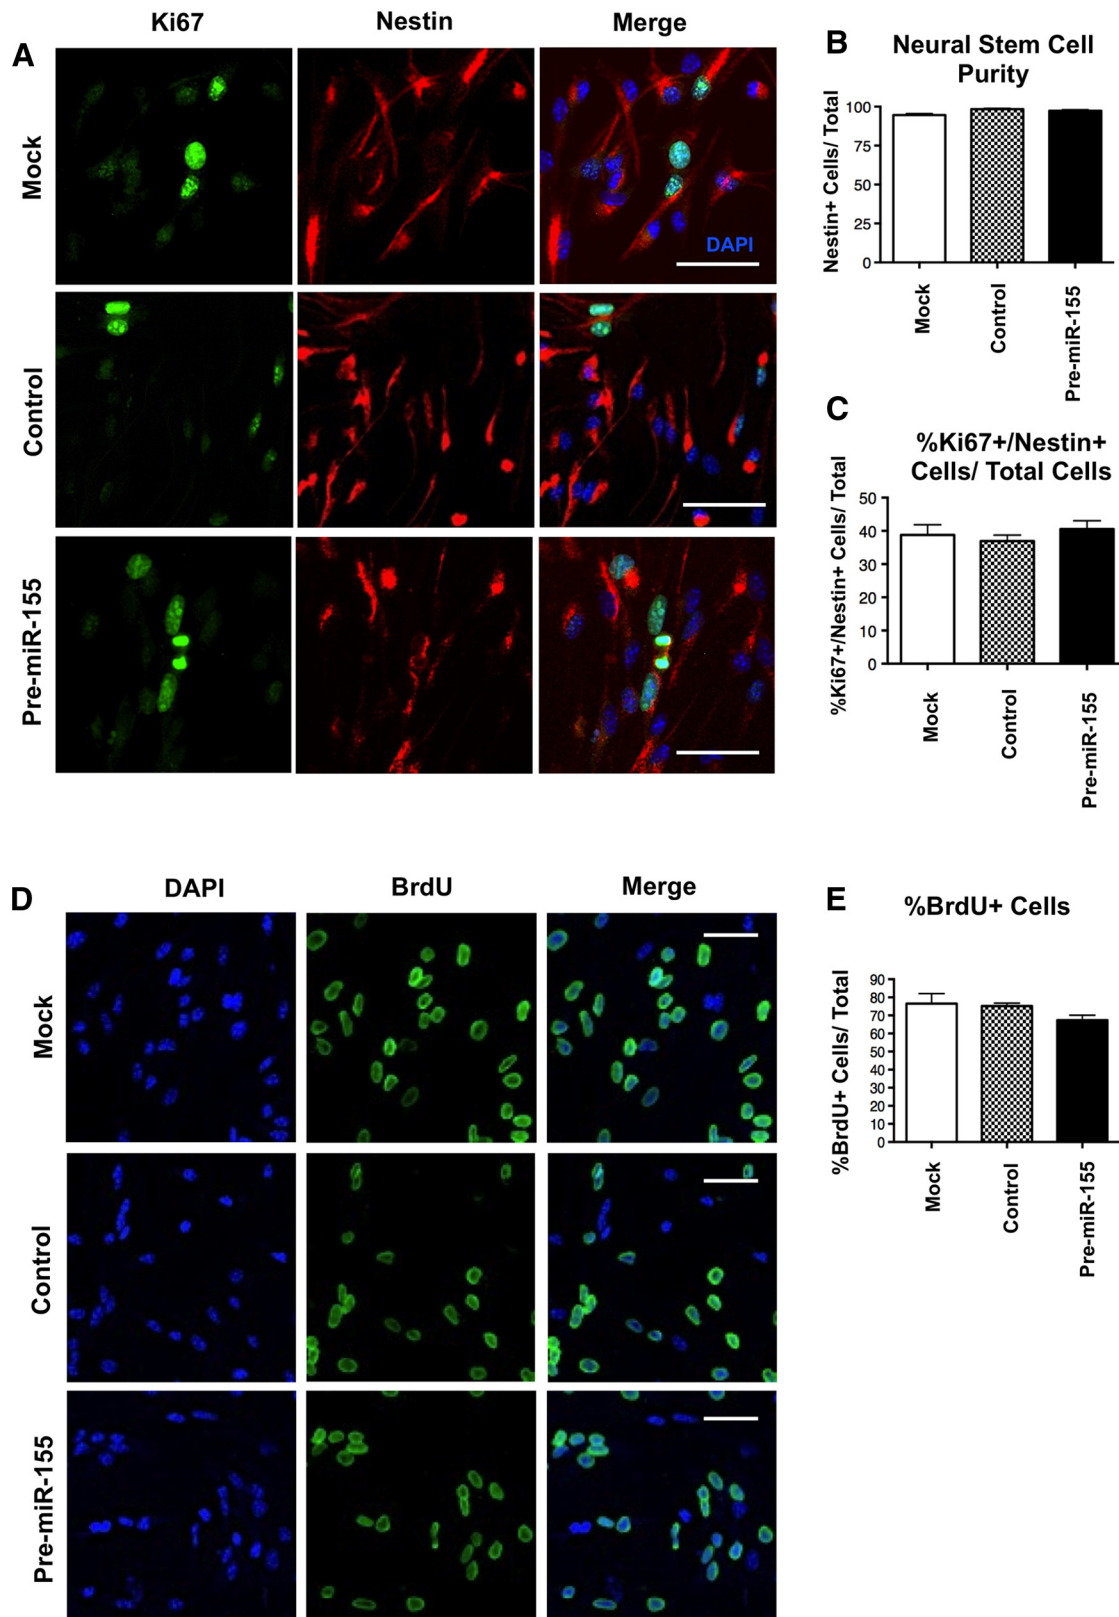 A
Ki67
Nestin
Merge
Mock
DAPI
Control
Pre-miR-155
B
Neural Stem Cell
Purity
Nestin+ Cells/ Total
100
75
50
25
0
Mock
Control
Pre-miR-155
C
%Ki67+/Nestin+
Cells/ Total Cells
%Ki67+/Nestin+ Cells/ Total
50
40
30
20
10
0
Mock
Control
Pre-miR-155
D
DAPI
BrdU
Merge
Mock
Control
Pre-miR-155
E
%BrdU+ Cells
%BrdU+ Cells/ Total
90
80
70
60
50
40
30
20
10
0
Mock
Control
Pre-miR-155